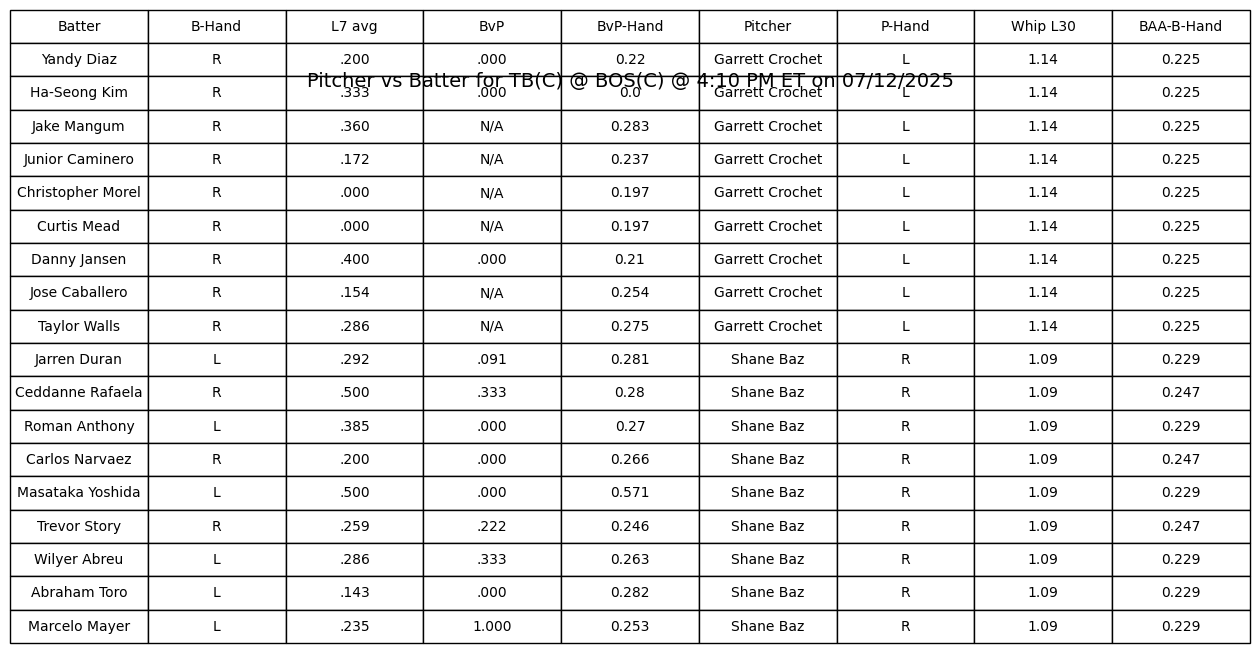 Batter B-Hand L7 avg BvP BvP-Hand Pitcher P-Hand Whip L30 BAA-B-Hand
Yandy Diaz R .200 .000 0.22 Garrett Crochet L 1.14 0.225
Pitcher vs Batter for TB(C) @ BOS(C) @ 4:10 PM ET on 07/12/2025
Ha-Seong Kim R .333 .000 0.0 Garrett Crochet L 1.14 0.225
Jake Mangum R .360 N/A 0.283 Garrett Crochet L 1.14 0.225
Junior Caminero R .172 N/A 0.237 Garrett Crochet L 1.14 0.225
Christopher Morel R .000 N/A 0.197 Garrett Crochet L 1.14 0.225
Curtis Mead R .000 N/A 0.197 Garrett Crochet L 1.14 0.225
Danny Jansen R .400 .000 0.21 Garrett Crochet L 1.14 0.225
Jose Caballero R .154 N/A 0.254 Garrett Crochet L 1.14 0.225
Taylor Walls R .286 N/A 0.275 Garrett Crochet L 1.14 0.225
Jarren Duran L .292 .091 0.281 Shane Baz R 1.09 0.229
Ceddanne Rafaela R .500 .333 0.28 Shane Baz R 1.09 0.247
Roman Anthony L .385 .000 0.27 Shane Baz R 1.09 0.229
Carlos Narvaez R .200 .000 0.266 Shane Baz R 1.09 0.247
Masataka Yoshida L .500 .000 0.571 Shane Baz R 1.09 0.229
Trevor Story R .259 .222 0.246 Shane Baz R 1.09 0.247
Wilyer Abreu L .286 .333 0.263 Shane Baz R 1.09 0.229
Abraham Toro L .143 .000 0.282 Shane Baz R 1.09 0.229
Marcelo Mayer L .235 1.000 0.253 Shane Baz R 1.09 0.229